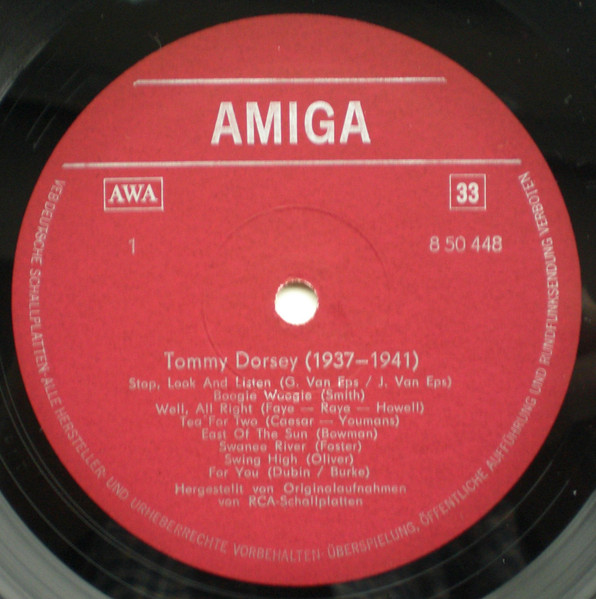 AMIGA
AWA
33
1
8 50 448
Tommy Dorsey (1937–1941)
Stop, Look And Listen (G. Van Eps / J. Van Eps)
Boogie Woogie (Smith)
Well, All Right (Faye — Raye — Howell)
Tea For Two (Caesar — Youmans)
East Of The Sun (Bowman)
Swanee River (Foster)
Swing High (Oliver)
For You (Dubin / Burke)
Hergestellt von Originalaufnahmen
von RCA-Schallplatten
VEB DEUTSCHE SCHALLPLATTEN · ALLE HERSTELLER- UND URHEBERRECHTE VORBEHALTEN · ÜBERSPIELUNG, ÖFFENTLICHE AUFFÜHRUNG UND RUNDFUNKSENDUNG VERBOTEN